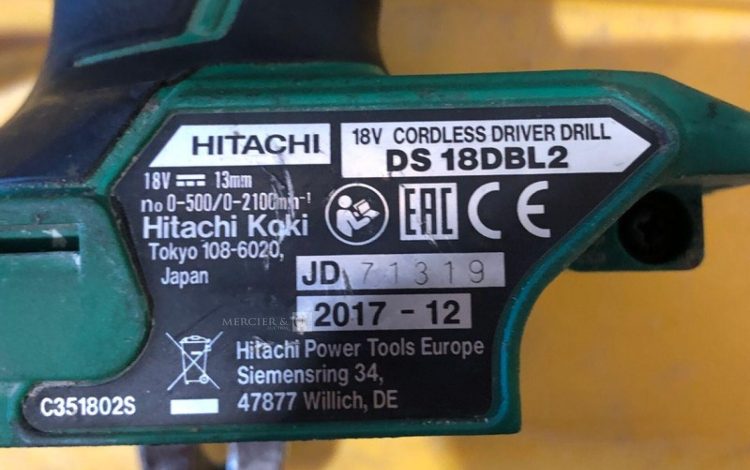 HITACHI
18V CORDLESS DRIVER DRILL
DS 18DBL2
18V ⎓ 13mm
no 0-500/0-2100min-1
Hitachi Koki
Tokyo 108-6020,
Japan
EAC CE
JD 71319
2017 - 12
MERCIER &
Hitachi Power Tools Europe
Siemensring 34,
47877 Willich, DE
C351802S